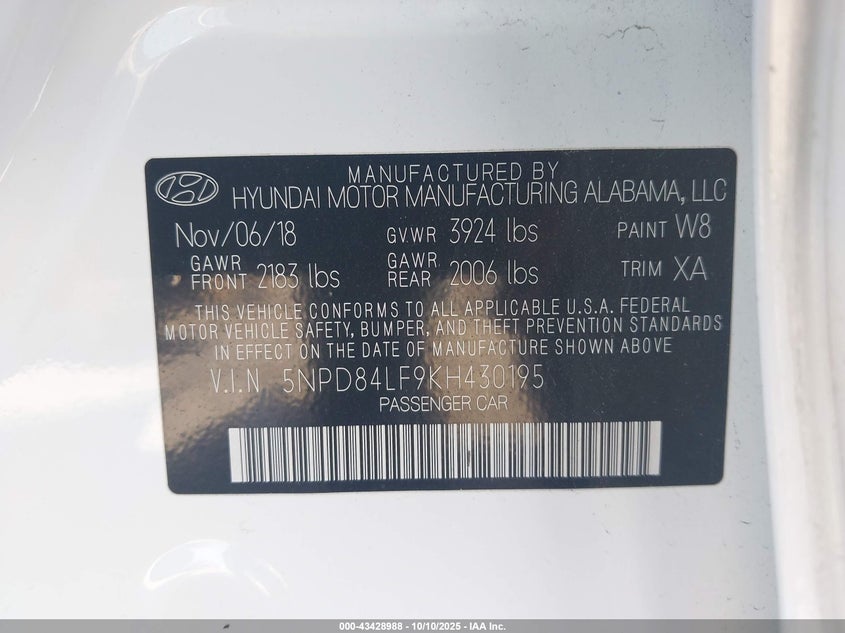 MANUFACTURED BY
HYUNDAI MOTOR MANUFACTURING ALABAMA, LLC
Nov/06/18 G.V.WR 3924 lbs PAINT W8
GAWR FRONT 2183 lbs GAWR REAR 2006 lbs TRIM XA
THIS VEHICLE CONFORMS TO ALL APPLICABLE U.S.A. FEDERAL
MOTOR VEHICLE SAFETY, BUMPER, AND THEFT PREVENTION STANDARDS
IN EFFECT ON THE DATE OF MANUFACTURE SHOWN ABOVE
V.I.N 5NPD84LF9KH430195
PASSENGER CAR
000-43428988 - 10/10/2025 - IAA Inc.